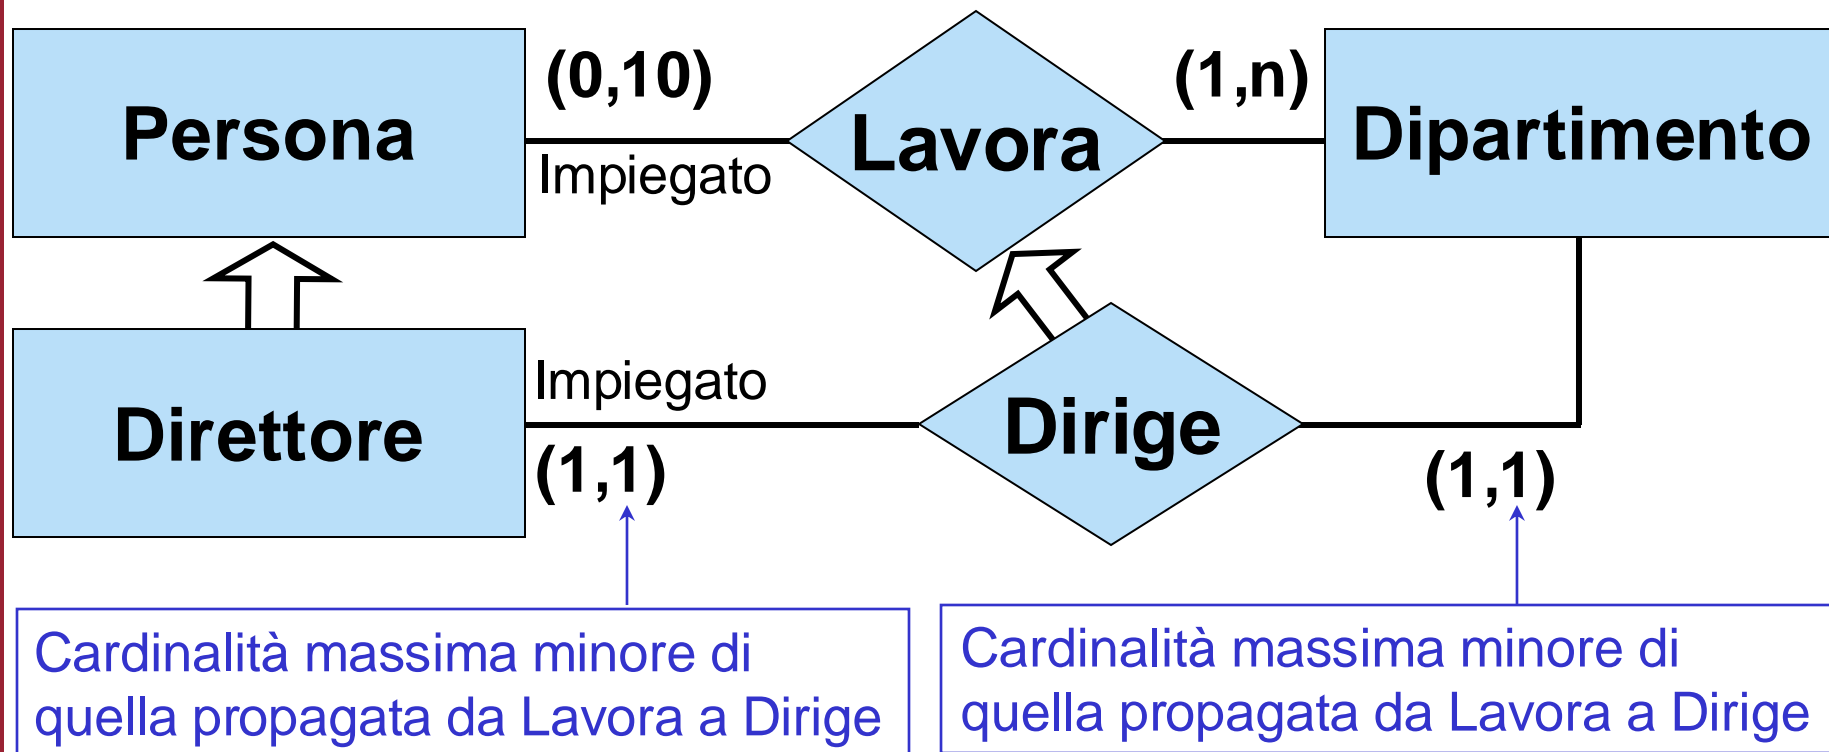 Persona
(0,10)
Impiegato
Lavora
(1,n)
Dipartimento
Direttore
Impiegato
(1,1)
Dirige
(1,1)
Cardinalità massima minore di
quella propagata da Lavora a Dirige
Cardinalità massima minore di
quella propagata da Lavora a Dirige